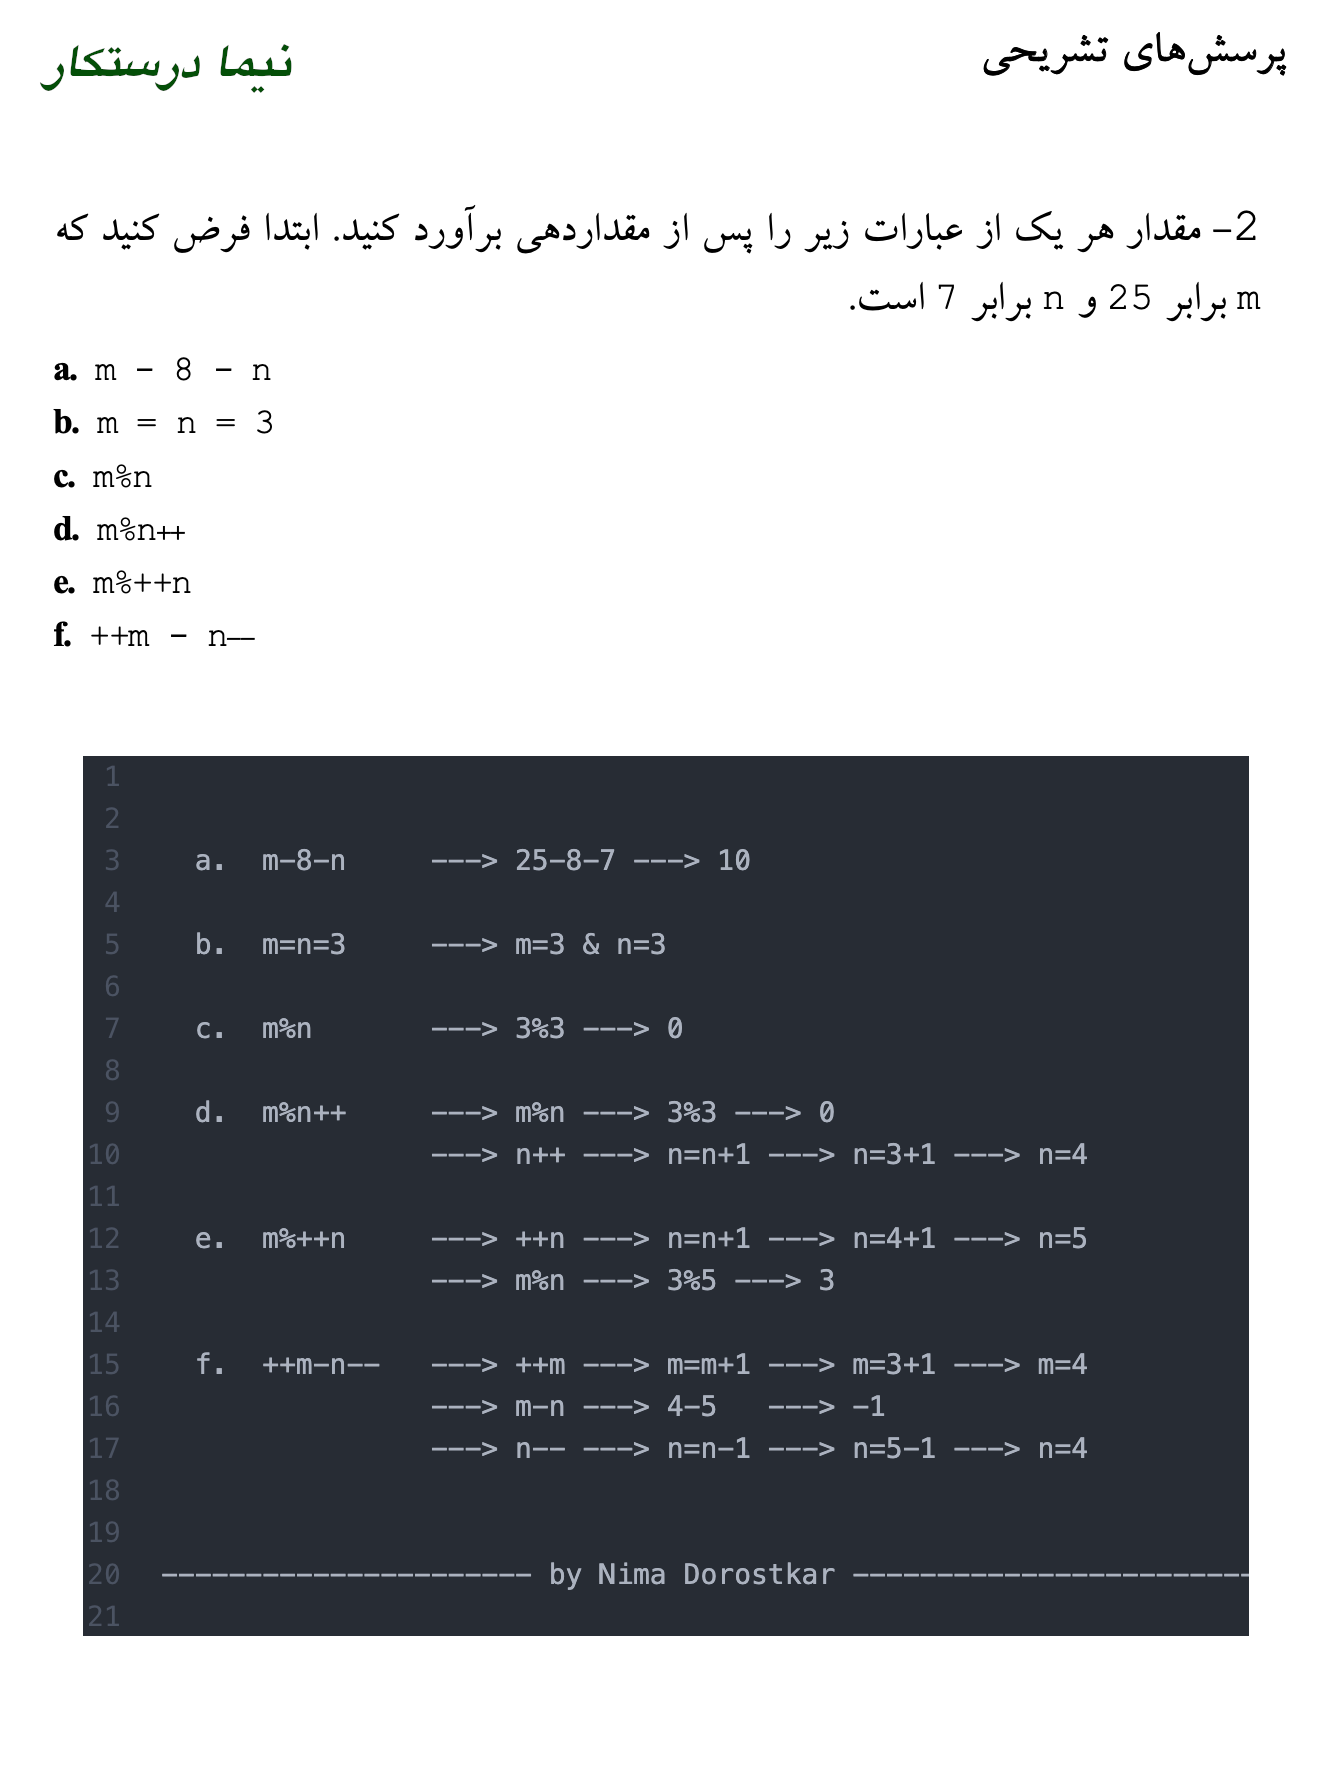 پرسش‌های تشریحی
نیما درستکار
2- مقدار هر یک از عبارات زیر را پس از مقداردهی برآورد کنید. ابتدا فرض کنید که
m برابر 25 و n برابر 7 است.
a. m - 8 - n
b. m = n = 3
c. m%n
d. m%n++
e. m%++n
f. ++m - n--
1
2
3 a. m-8-n ---> 25-8-7 ---> 10
4
5 b. m=n=3 ---> m=3 & n=3
6
7 c. m%n ---> 3%3 ---> 0
8
9 d. m%n++ ---> m%n ---> 3%3 ---> 0
10 ---> n++ ---> n=n+1 ---> n=3+1 ---> n=4
11
12 e. m%++n ---> ++n ---> n=n+1 ---> n=4+1 ---> n=5
13 ---> m%n ---> 3%5 ---> 3
14
15 f. ++m-n-- ---> ++m ---> m=m+1 ---> m=3+1 ---> m=4
16 ---> m-n ---> 4-5 ---> -1
17 ---> n-- ---> n=n-1 ---> n=5-1 ---> n=4
18
19
20 ---------------------- by Nima Dorostkar ------------------------
21